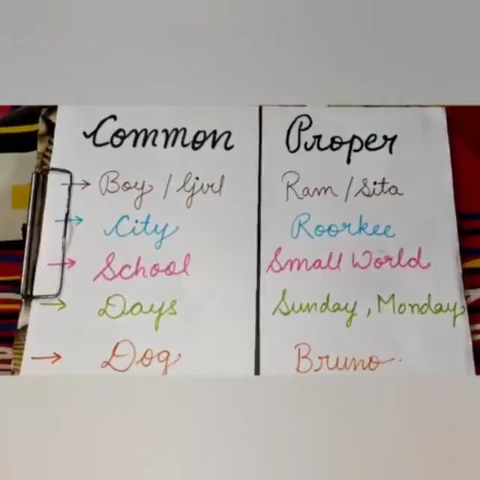 Common Proper
→ Boy / Girl Ram / Sita
→ City Roorkee
→ School Small World
→ Days Sunday, Monday
→ Dog Bruno.